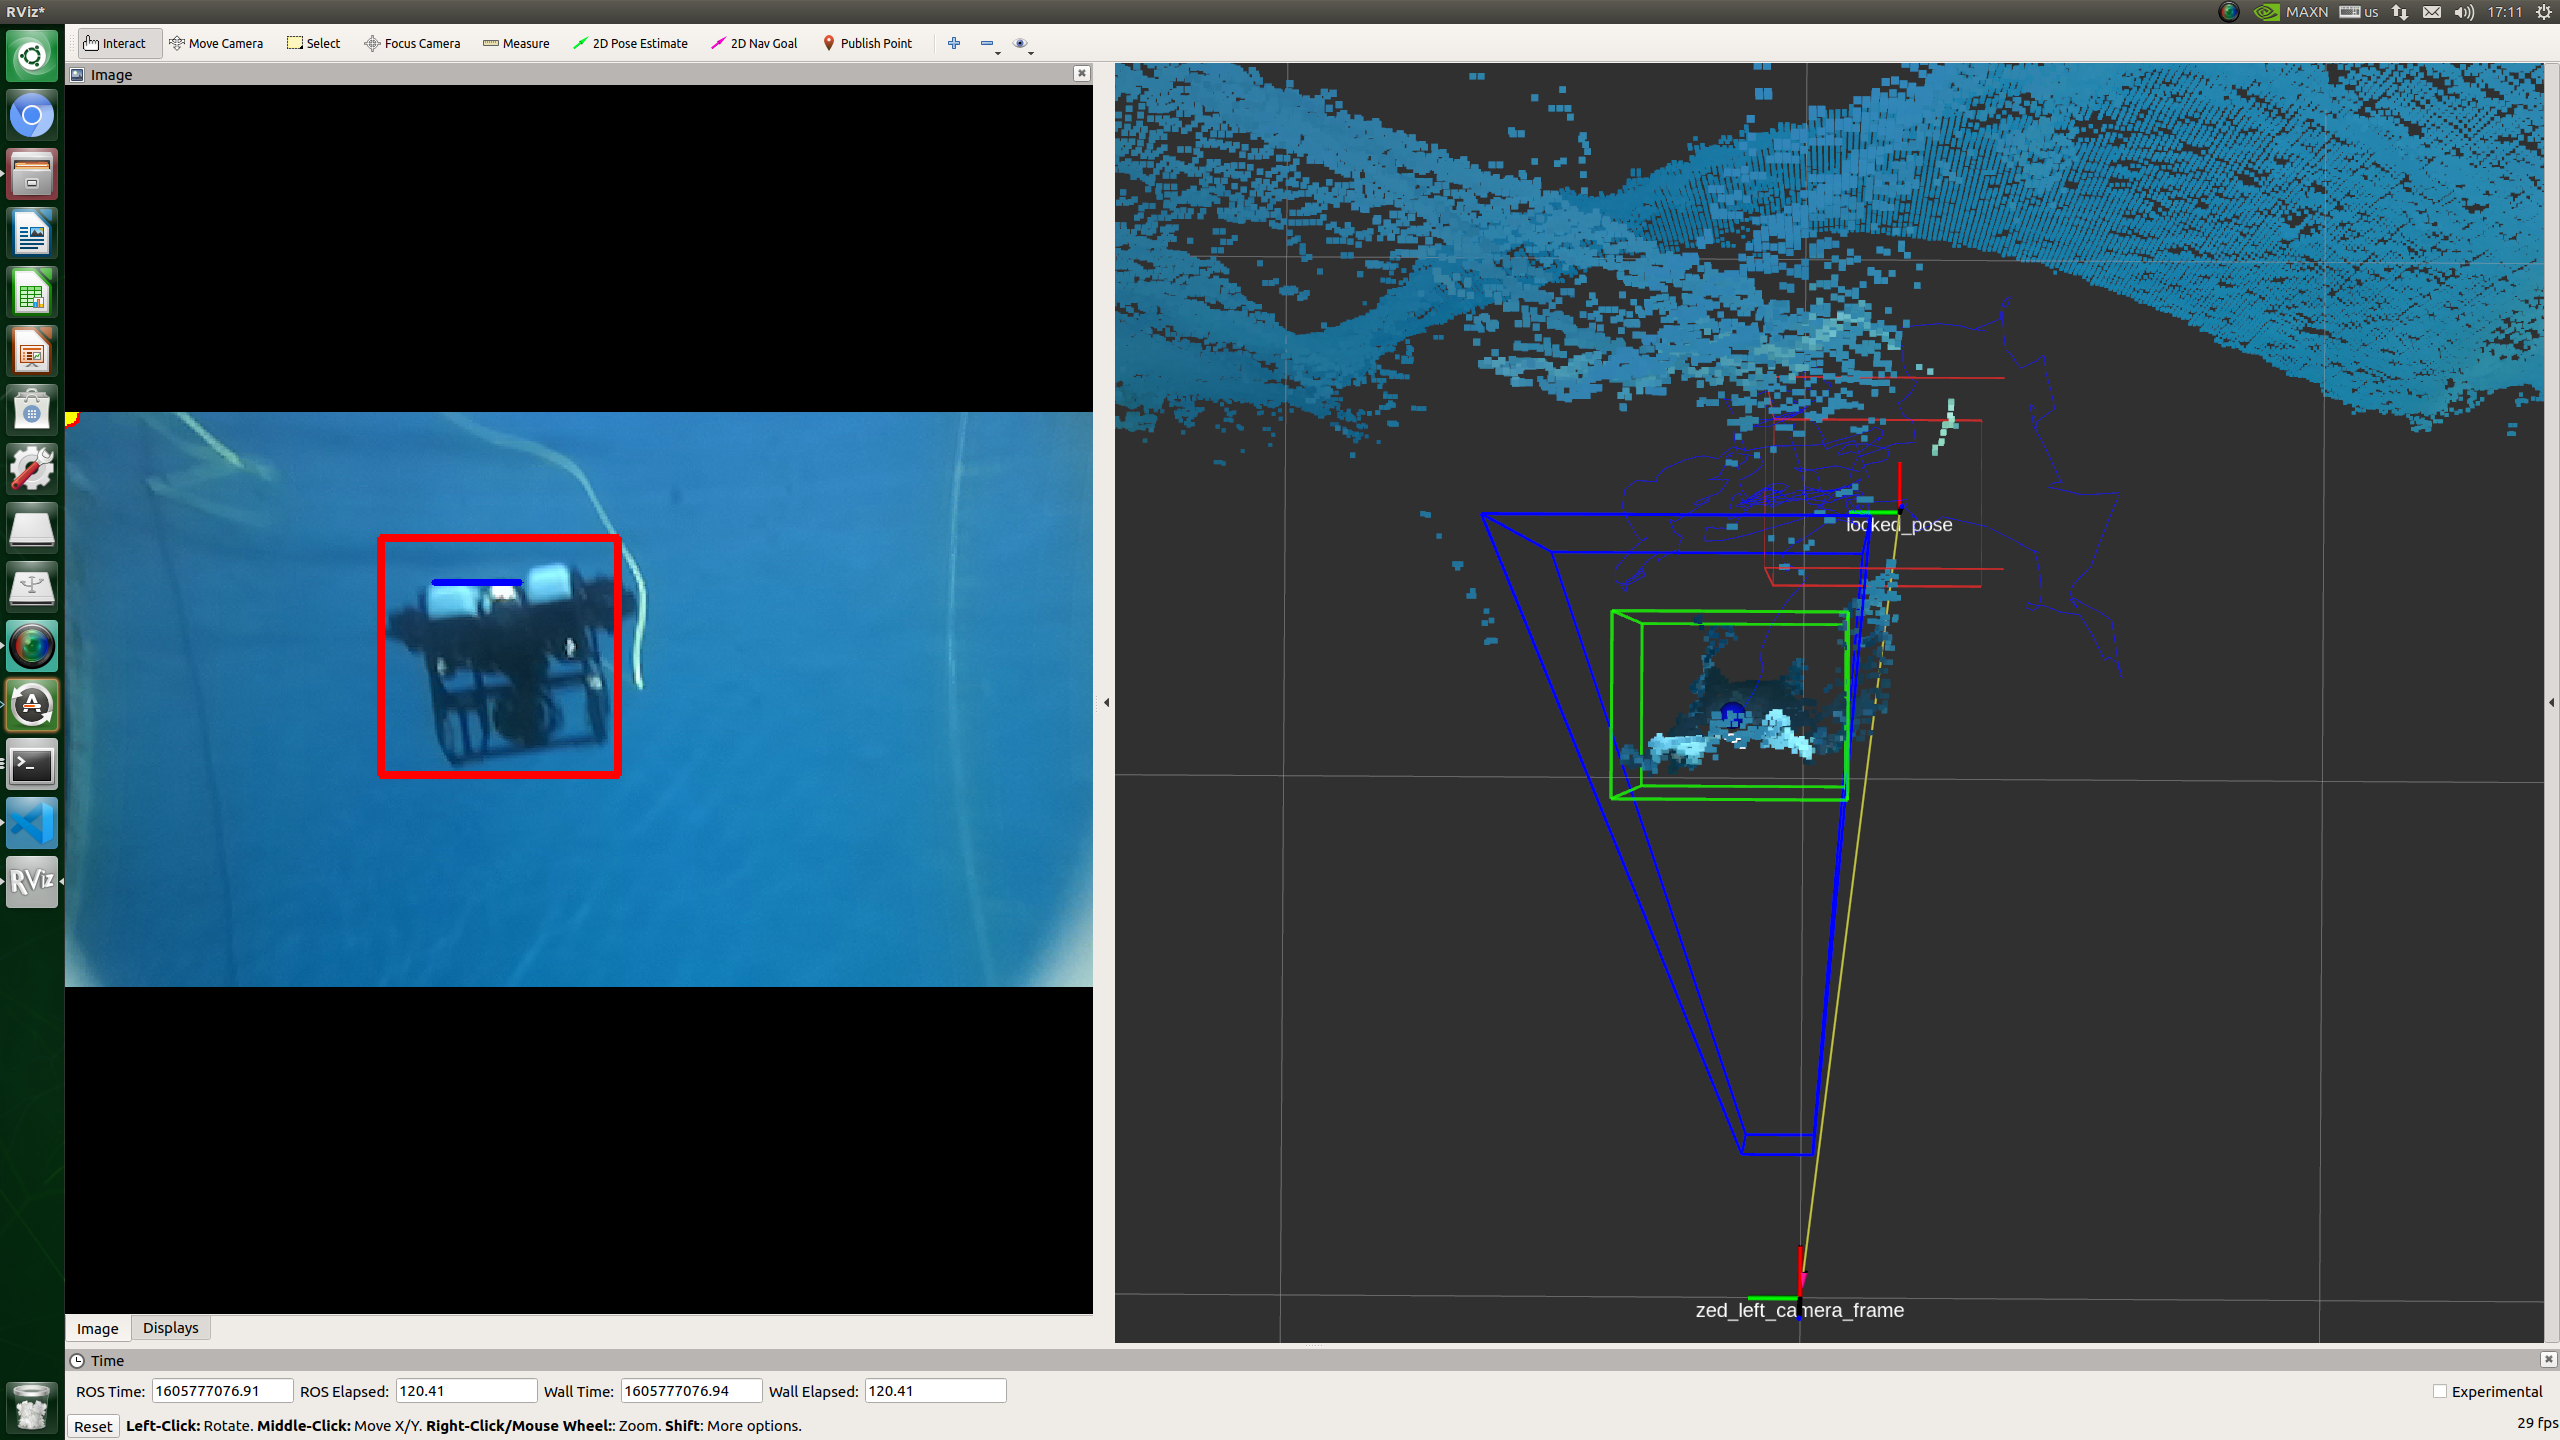 RViz*
MAXN us 17:11
Interact Move Camera Select Focus Camera Measure 2D Pose Estimate 2D Nav Goal Publish Point
Image
locked_pose
zed_left_camera_frame
RViz
Image Displays
Time
ROS Time: 1605777076.91 ROS Elapsed: 120.41 Wall Time: 1605777076.94 Wall Elapsed: 120.41 Experimental
Reset Left-Click: Rotate. Middle-Click: Move X/Y. Right-Click/Mouse Wheel:: Zoom. Shift: More options. 29 fps